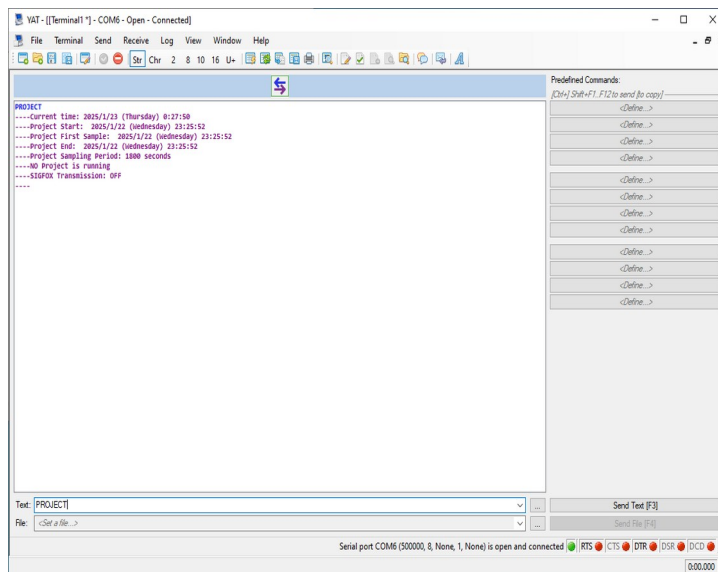 YAT - [[Terminal1 *] - COM6 - Open - Connected]
File Terminal Send Receive Log View Window Help
Str Chr 2 8 10 16 U+
Predefined Commands:
[Ctrl+] Shift+F1..F12 to send [to copy]
PROJECT
----Current time: 2025/1/23 (Thursday) 0:27:50
----Project Start:  2025/1/22 (Wednesday) 23:25:52
----Project First Sample:  2025/1/22 (Wednesday) 23:25:52
----Project End:  2025/1/22 (Wednesday) 23:25:52
----Project Sampling Period: 1800 seconds
----NO Project is running
----SIGFOX Transmission: OFF
----
<Define...>
<Define...>
<Define...>
<Define...>
<Define...>
<Define...>
<Define...>
<Define...>
<Define...>
<Define...>
<Define...>
<Define...>
Text: PROJECT ... Send Text [F3]
File: <Set a file...> ... Send File [F4]
Serial port COM6 (500000, 8, None, 1, None) is open and connected RTS CTS DTR DSR DCD
0:00.000